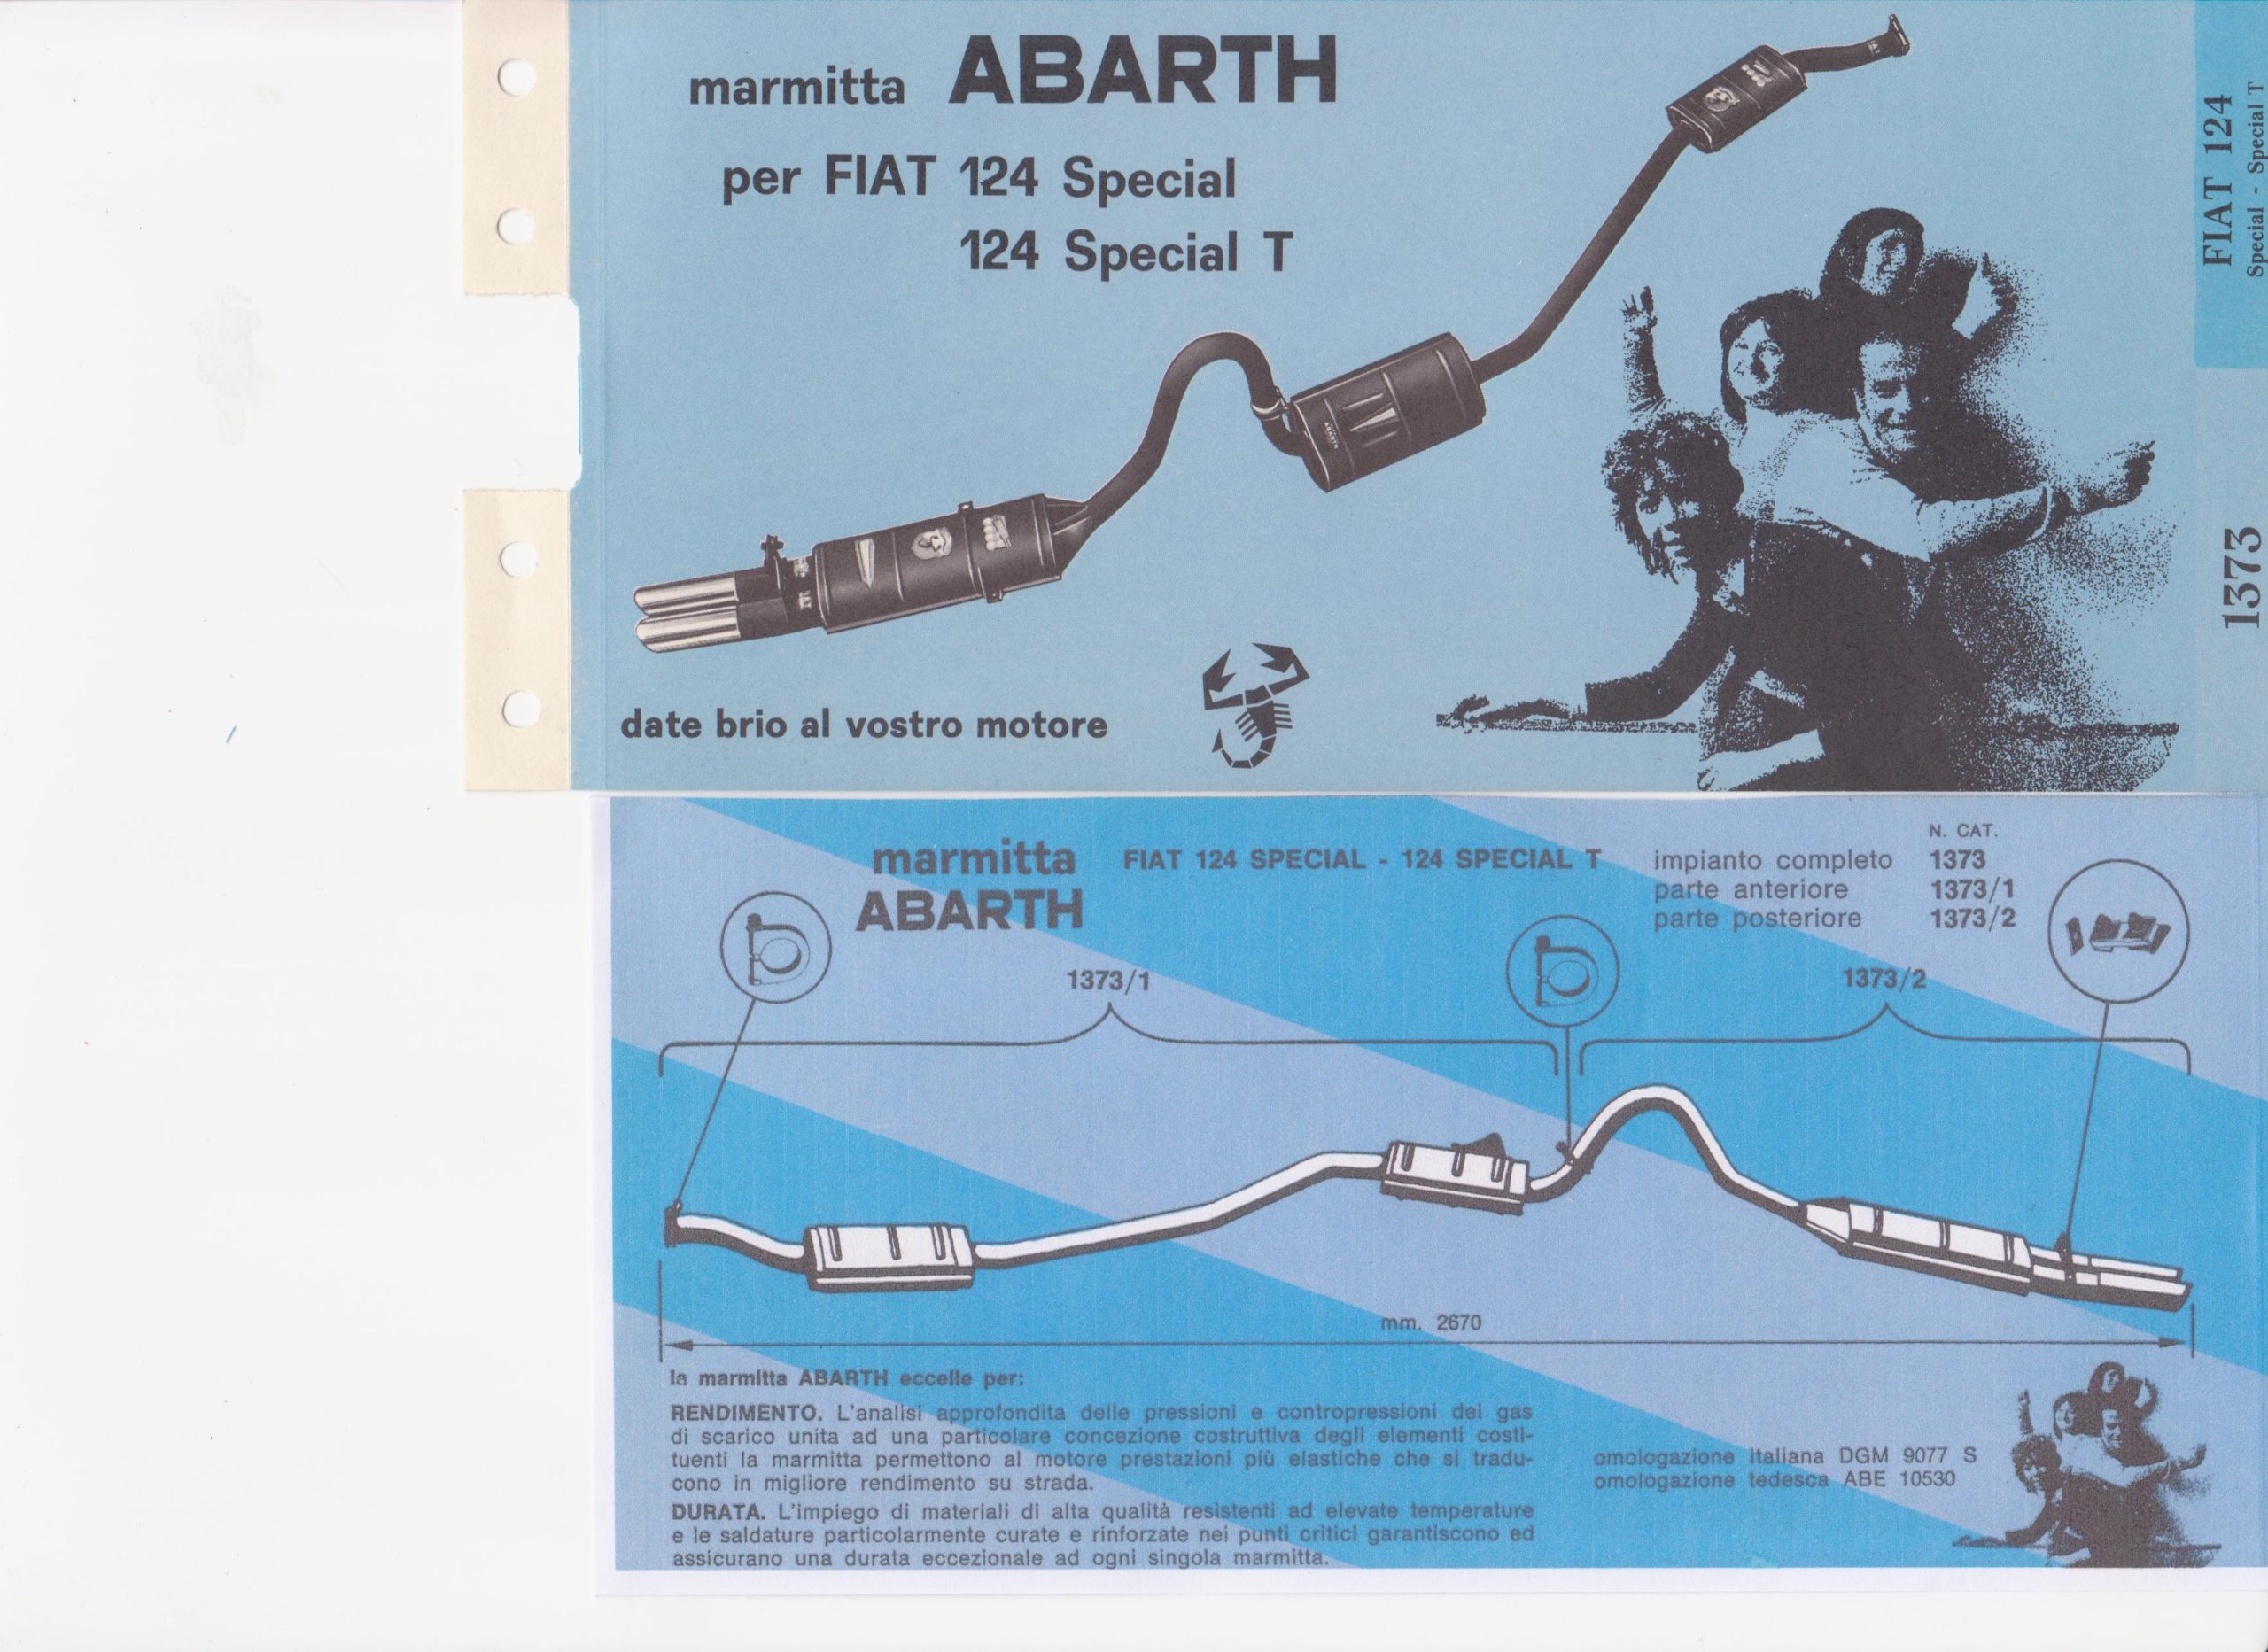 marmitta ABARTH
per FIAT 124 Special
124 Special T
date brio al vostro motore
FIAT 124
Special - Special T
1373
ABARTH
marmitta
ABARTH
FIAT 124 SPECIAL - 124 SPECIAL T
N. CAT.
impianto completo 1373
parte anteriore 1373/1
parte posteriore 1373/2
1373/1
1373/2
mm. 2670
la marmitta ABARTH eccelle per:
RENDIMENTO. L'analisi approfondita delle pressioni e contropressioni dei gas
di scarico unita ad una particolare concezione costruttiva degli elementi costi-
tuenti la marmitta permettono al motore prestazioni più elastiche che si tradu-
cono in migliore rendimento su strada.
DURATA. L'impiego di materiali di alta qualità resistenti ad elevate temperature
e le saldature particolarmente curate e rinforzate nei punti critici garantiscono ed
assicurano una durata eccezionale ad ogni singola marmitta.
omologazione italiana DGM 9077 S
omologazione tedesca ABE 10530